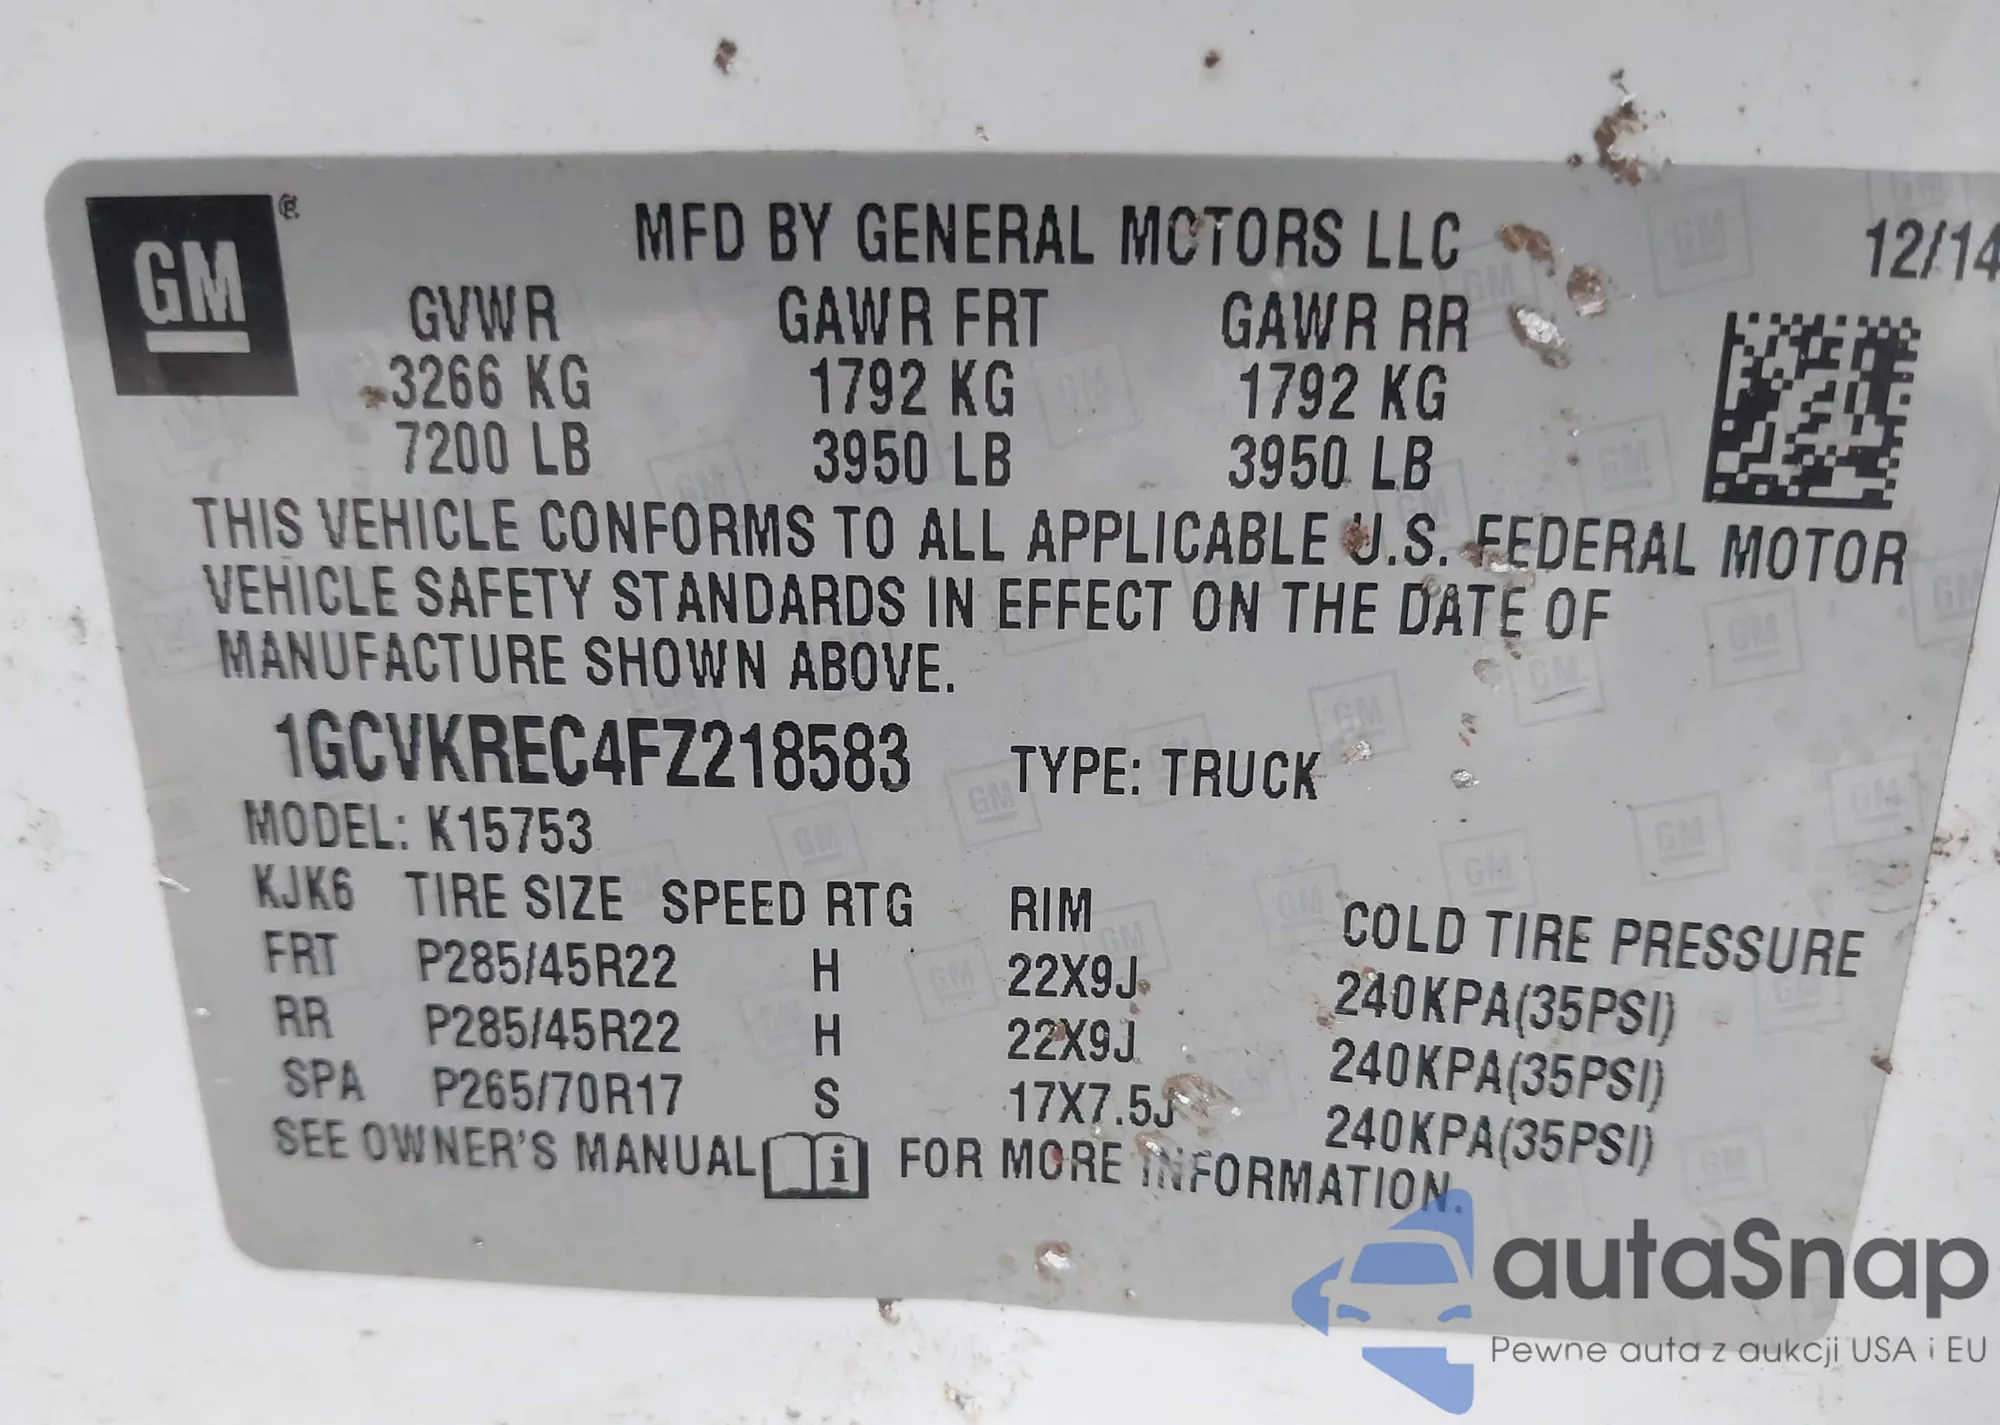 GM®
MFD BY GENERAL MOTORS LLC 12/14
GVWR GAWR FRT GAWR RR
3266 KG 1792 KG 1792 KG
7200 LB 3950 LB 3950 LB
THIS VEHICLE CONFORMS TO ALL APPLICABLE U.S. FEDERAL MOTOR
VEHICLE SAFETY STANDARDS IN EFFECT ON THE DATE OF
MANUFACTURE SHOWN ABOVE.
1GCVKREC4FZ218583 TYPE: TRUCK
MODEL: K15753
KJK6 TIRE SIZE SPEED RTG RIM COLD TIRE PRESSURE
FRT P285/45R22 H 22X9J 240KPA(35PSI)
RR P285/45R22 H 22X9J 240KPA(35PSI)
SPA P265/70R17 S 17X7.5J 240KPA(35PSI)
SEE OWNER'S MANUAL i FOR MORE INFORMATION.
autaSnap
Pewne auta z aukcji USA i EU